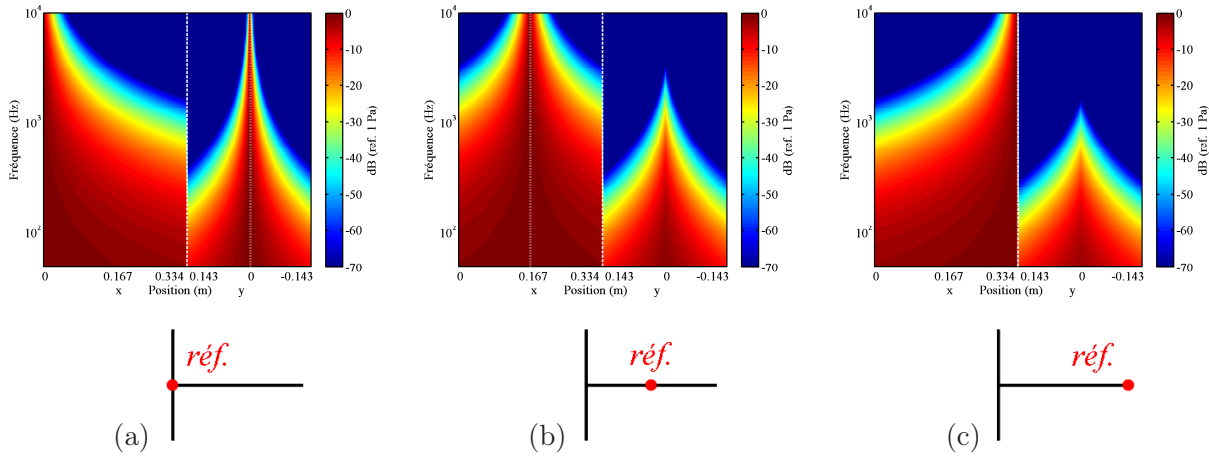 10⁴
10³
10²
Fréquence (Hz)
0 0.167 0.334 0.143 0 -0.143
x Position (m) y
0
-10
-20
-30
-40
-50
-60
-70
dB (ref. 1 Pa)
10⁴
10³
10²
Fréquence (Hz)
0 0.167 0.334 0.143 0 -0.143
x Position (m) y
0
-10
-20
-30
-40
-50
-60
-70
dB (ref. 1 Pa)
10⁴
10³
10²
Fréquence (Hz)
0 0.167 0.334 0.143 0 -0.143
x Position (m) y
0
-10
-20
-30
-40
-50
-60
-70
dB (ref. 1 Pa)
réf.
(a)
réf.
(b)
réf.
(c)